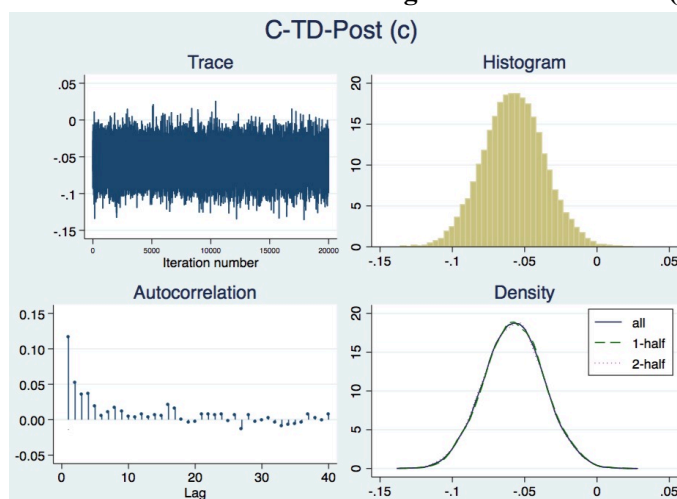 C-TD-Post (c)
Trace
.05
0
-.05
-.1
-.15
0 5000 10000 15000 20000
Iteration number
Histogram
20
15
10
5
0
-.15 -.1 -.05 0 .05
Autocorrelation
0.15
0.10
0.05
0.00
-0.05
0 10 20 30 40
Lag
Density
20
15
10
5
0
all
1-half
2-half
-.15 -.1 -.05 0 .05